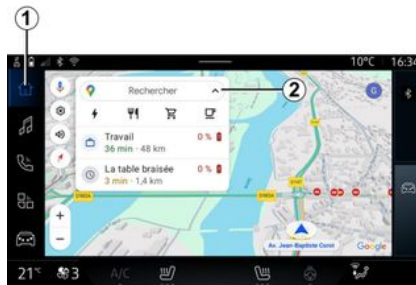 1
10°C 16:34
Rechercher
2
G
Travail
36 min · 48 km
0 %
La table braisée
3 min · 1,4 km
0 %
+
−
Av. Jean-Baptiste Corot
Google
21°
3
A/C